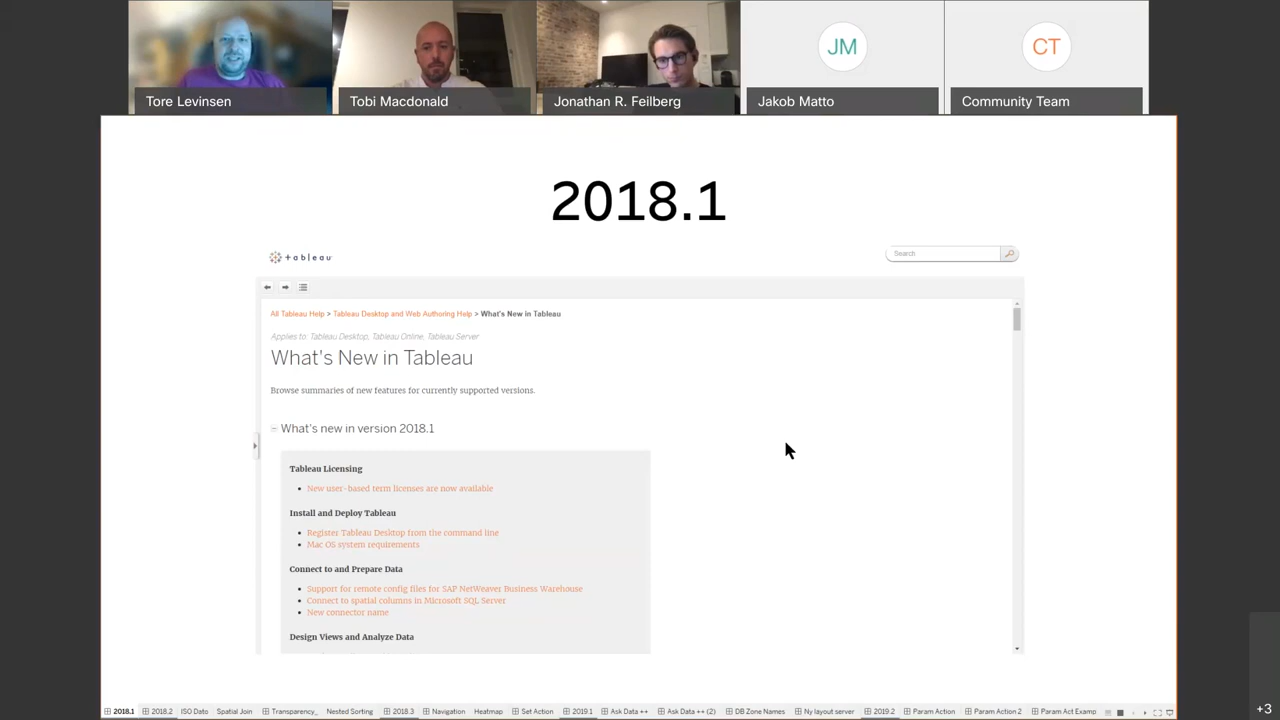 JM
CT
Tore Levinsen
Tobi Macdonald
Jonathan R. Feilberg
Jakob Matto
Community Team
2018.1
+ableau
Search
All Tableau Help > Tableau Desktop and Web Authoring Help > What's New in Tableau
Applies to: Tableau Desktop, Tableau Online, Tableau Server
What's New in Tableau
Browse summaries of new features for currently supported versions.
What's new in version 2018.1
Tableau Licensing
New user-based term licenses are now available
Install and Deploy Tableau
Register Tableau Desktop from the command line
Mac OS system requirements
Connect to and Prepare Data
Support for remote config files for SAP NetWeaver Business Warehouse
Connect to spatial columns in Microsoft SQL Server
New connector name
Design Views and Analyze Data
2018.1 2018.2 ISO Dato Spatial Join Transparency_ Nested Sorting 2018.3 Navigation Heatmap Set Action 2019.1 Ask Data ++ Ask Data ++ (2) DB Zone Names Ny layout server 2019.2 Param Action Param Action 2 Param Act Examp
+3